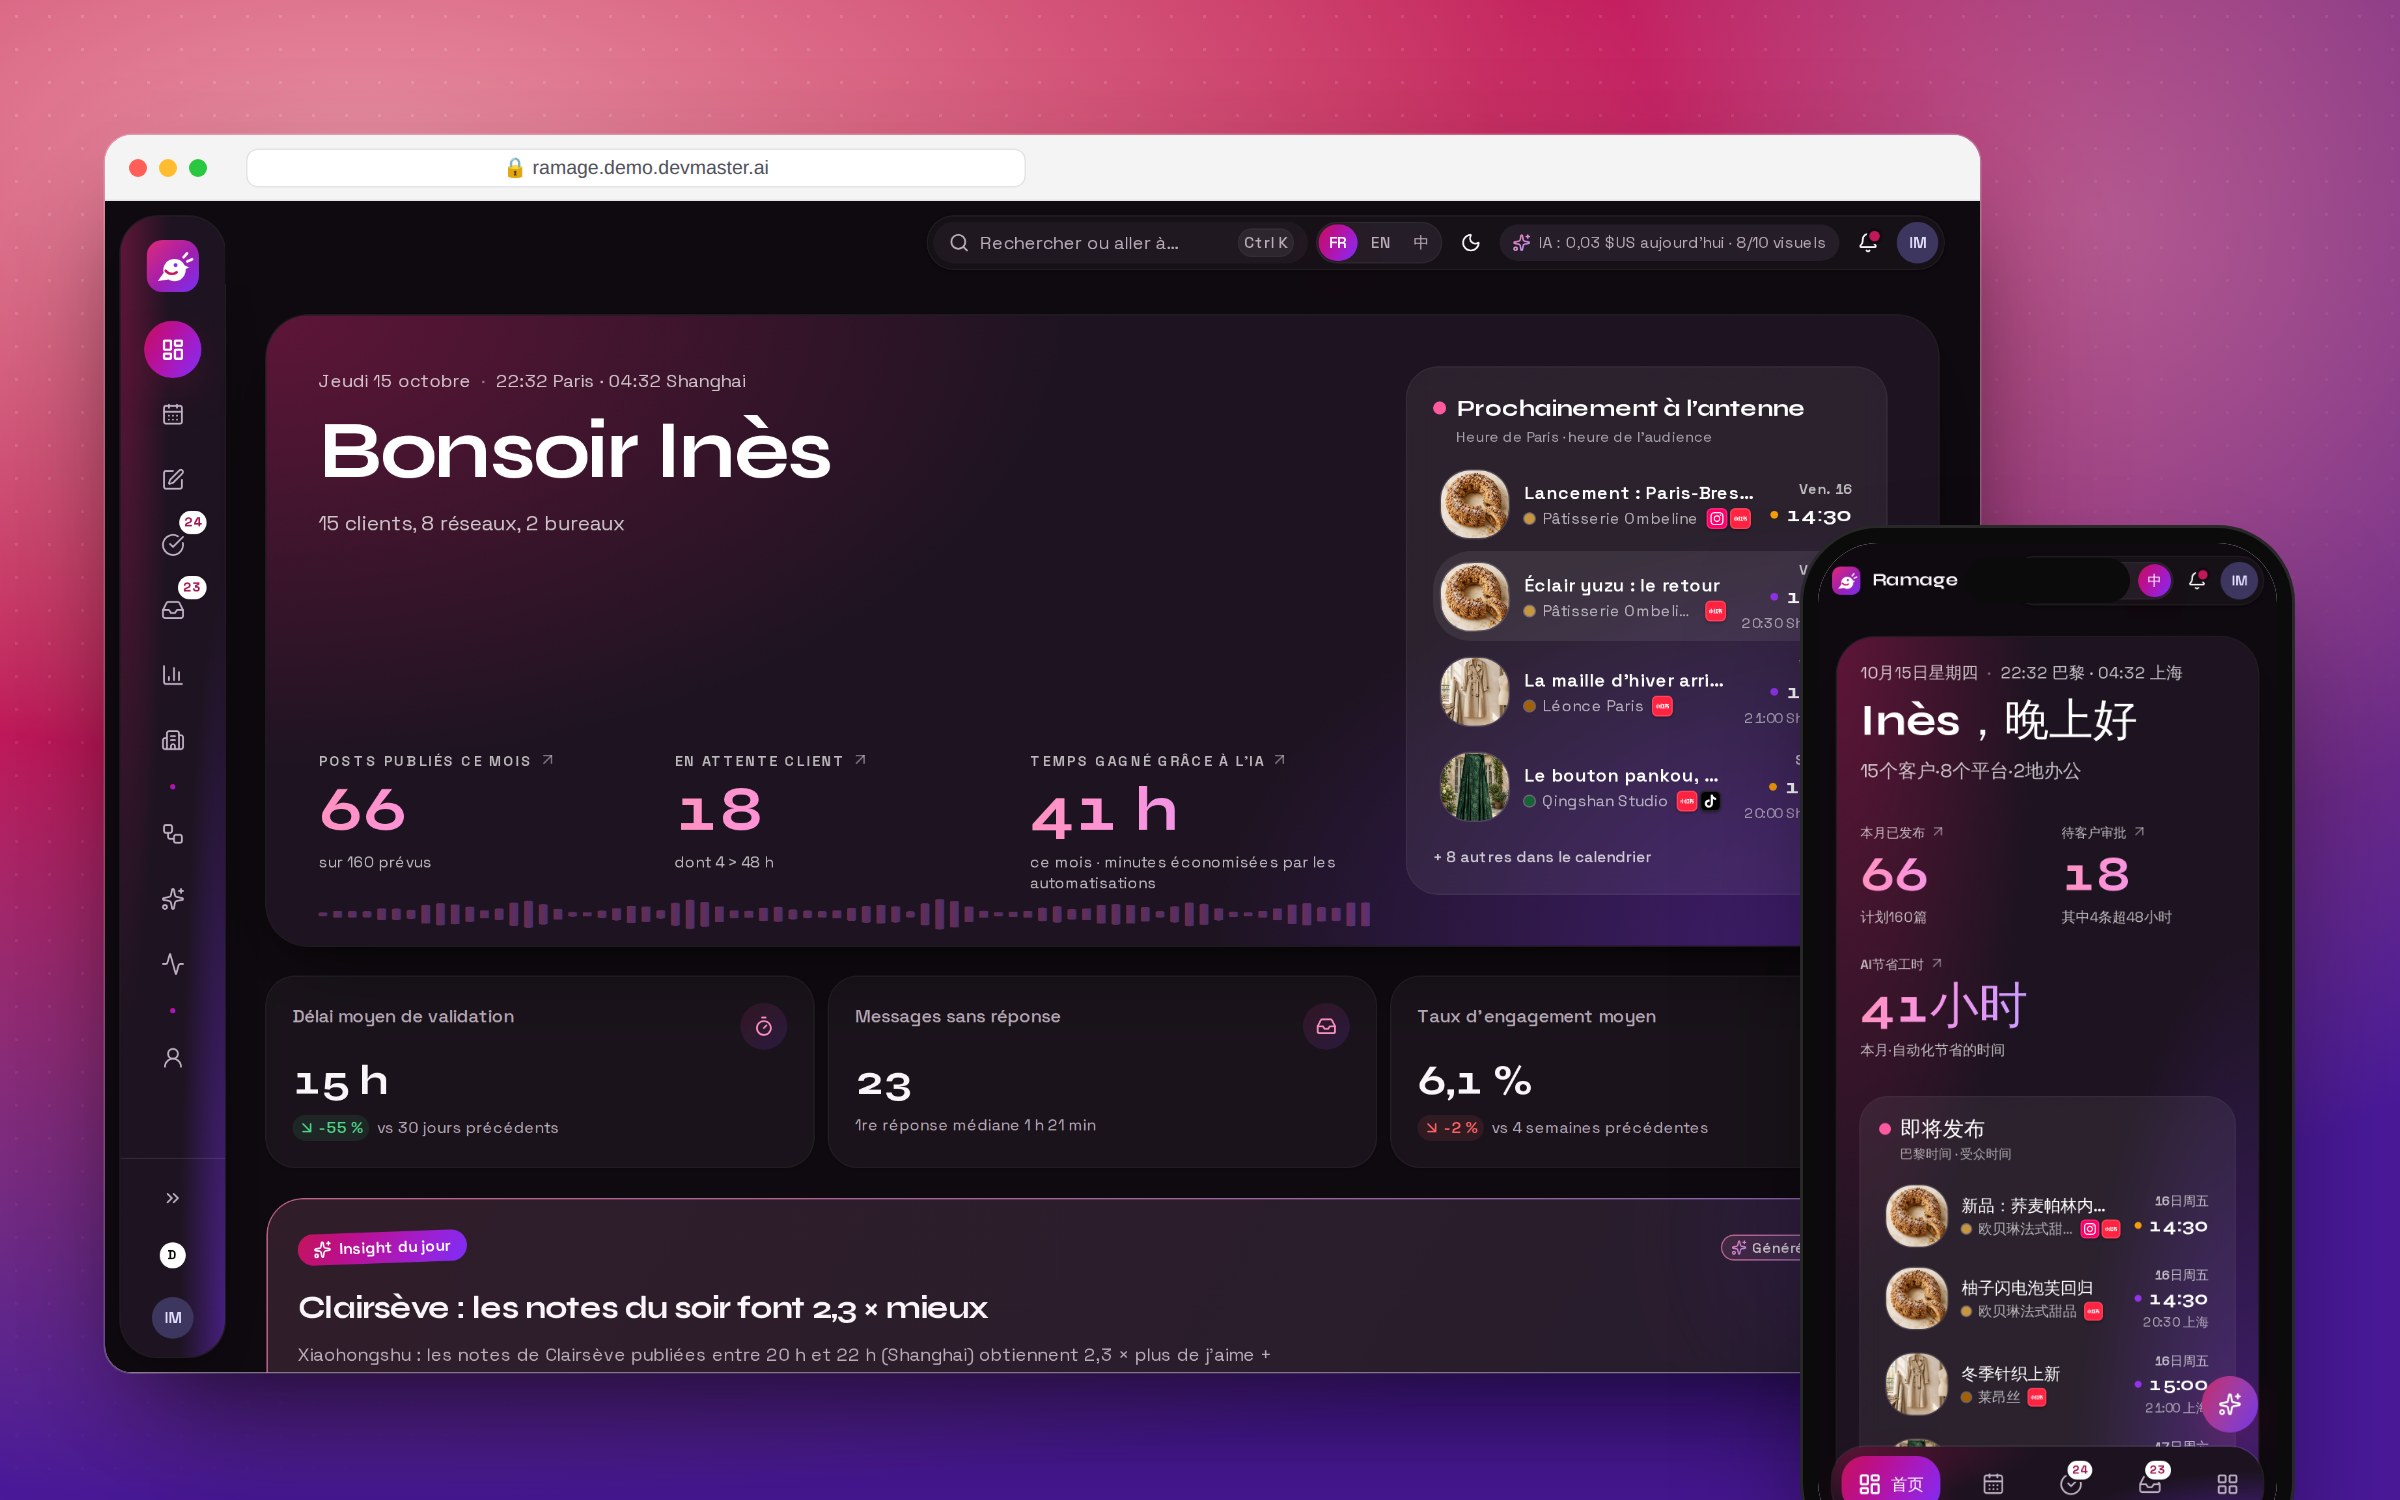 ramage.demo.devmaster.ai
Rechercher ou aller à... Ctrl K FR EN 中 IA : 0,03 $US aujourd'hui · 8/10 visuels IM
Jeudi 15 octobre · 22:32 Paris · 04:32 Shanghai
Bonsoir Inès
15 clients, 8 réseaux, 2 bureaux
POSTS PUBLIÉS CE MOIS
66
sur 160 prévus
EN ATTENTE CLIENT
18
dont 4 > 48 h
TEMPS GAGNÉ GRÂCE À L'IA
41 h
ce mois · minutes économisées par les
automatisations
Prochainement à l'antenne
Heure de Paris · heure de l'audience
Lancement : Paris-Bres... Ven. 16
Pâtisserie Ombeline 14:30
Éclair yuzu : le retour
Pâtisserie Ombeli...
La maille d'hiver arri...
Léonce Paris
Le bouton pankou, ...
Qingshan Studio
+ 8 autres dans le calendrier
24
23
D
IM
Délai moyen de validation
15 h
-55 % vs 30 jours précédents
Messages sans réponse
23
1re réponse médiane 1 h 21 min
Taux d'engagement moyen
6,1 %
-2 % vs 4 semaines précédentes
Insight du jour
Clairsève : les notes du soir font 2,3 × mieux
Xiaohongshu : les notes de Clairsève publiées entre 20 h et 22 h (Shanghai) obtiennent 2,3 × plus de j'aime +
Ramage 中 IM
10月15日星期四 · 22:32 巴黎 · 04:32 上海
Inès，晚上好
15个客户·8个平台·2地办公
本月已发布
66
计划160篇
待客户审批
18
其中4条超48小时
AI节省工时
41小时
本月·自动化节省的时间
即将发布
巴黎时间 · 受众时间
新品：荞麦帕林内... 16日周五
欧贝琳法式甜... 14:30
柚子闪电泡芙回归 16日周五
欧贝琳法式甜品 14:30
20:30 上海
冬季针织上新 16日周五
莱昂丝 15:00
21:00 上海
首页 24 23